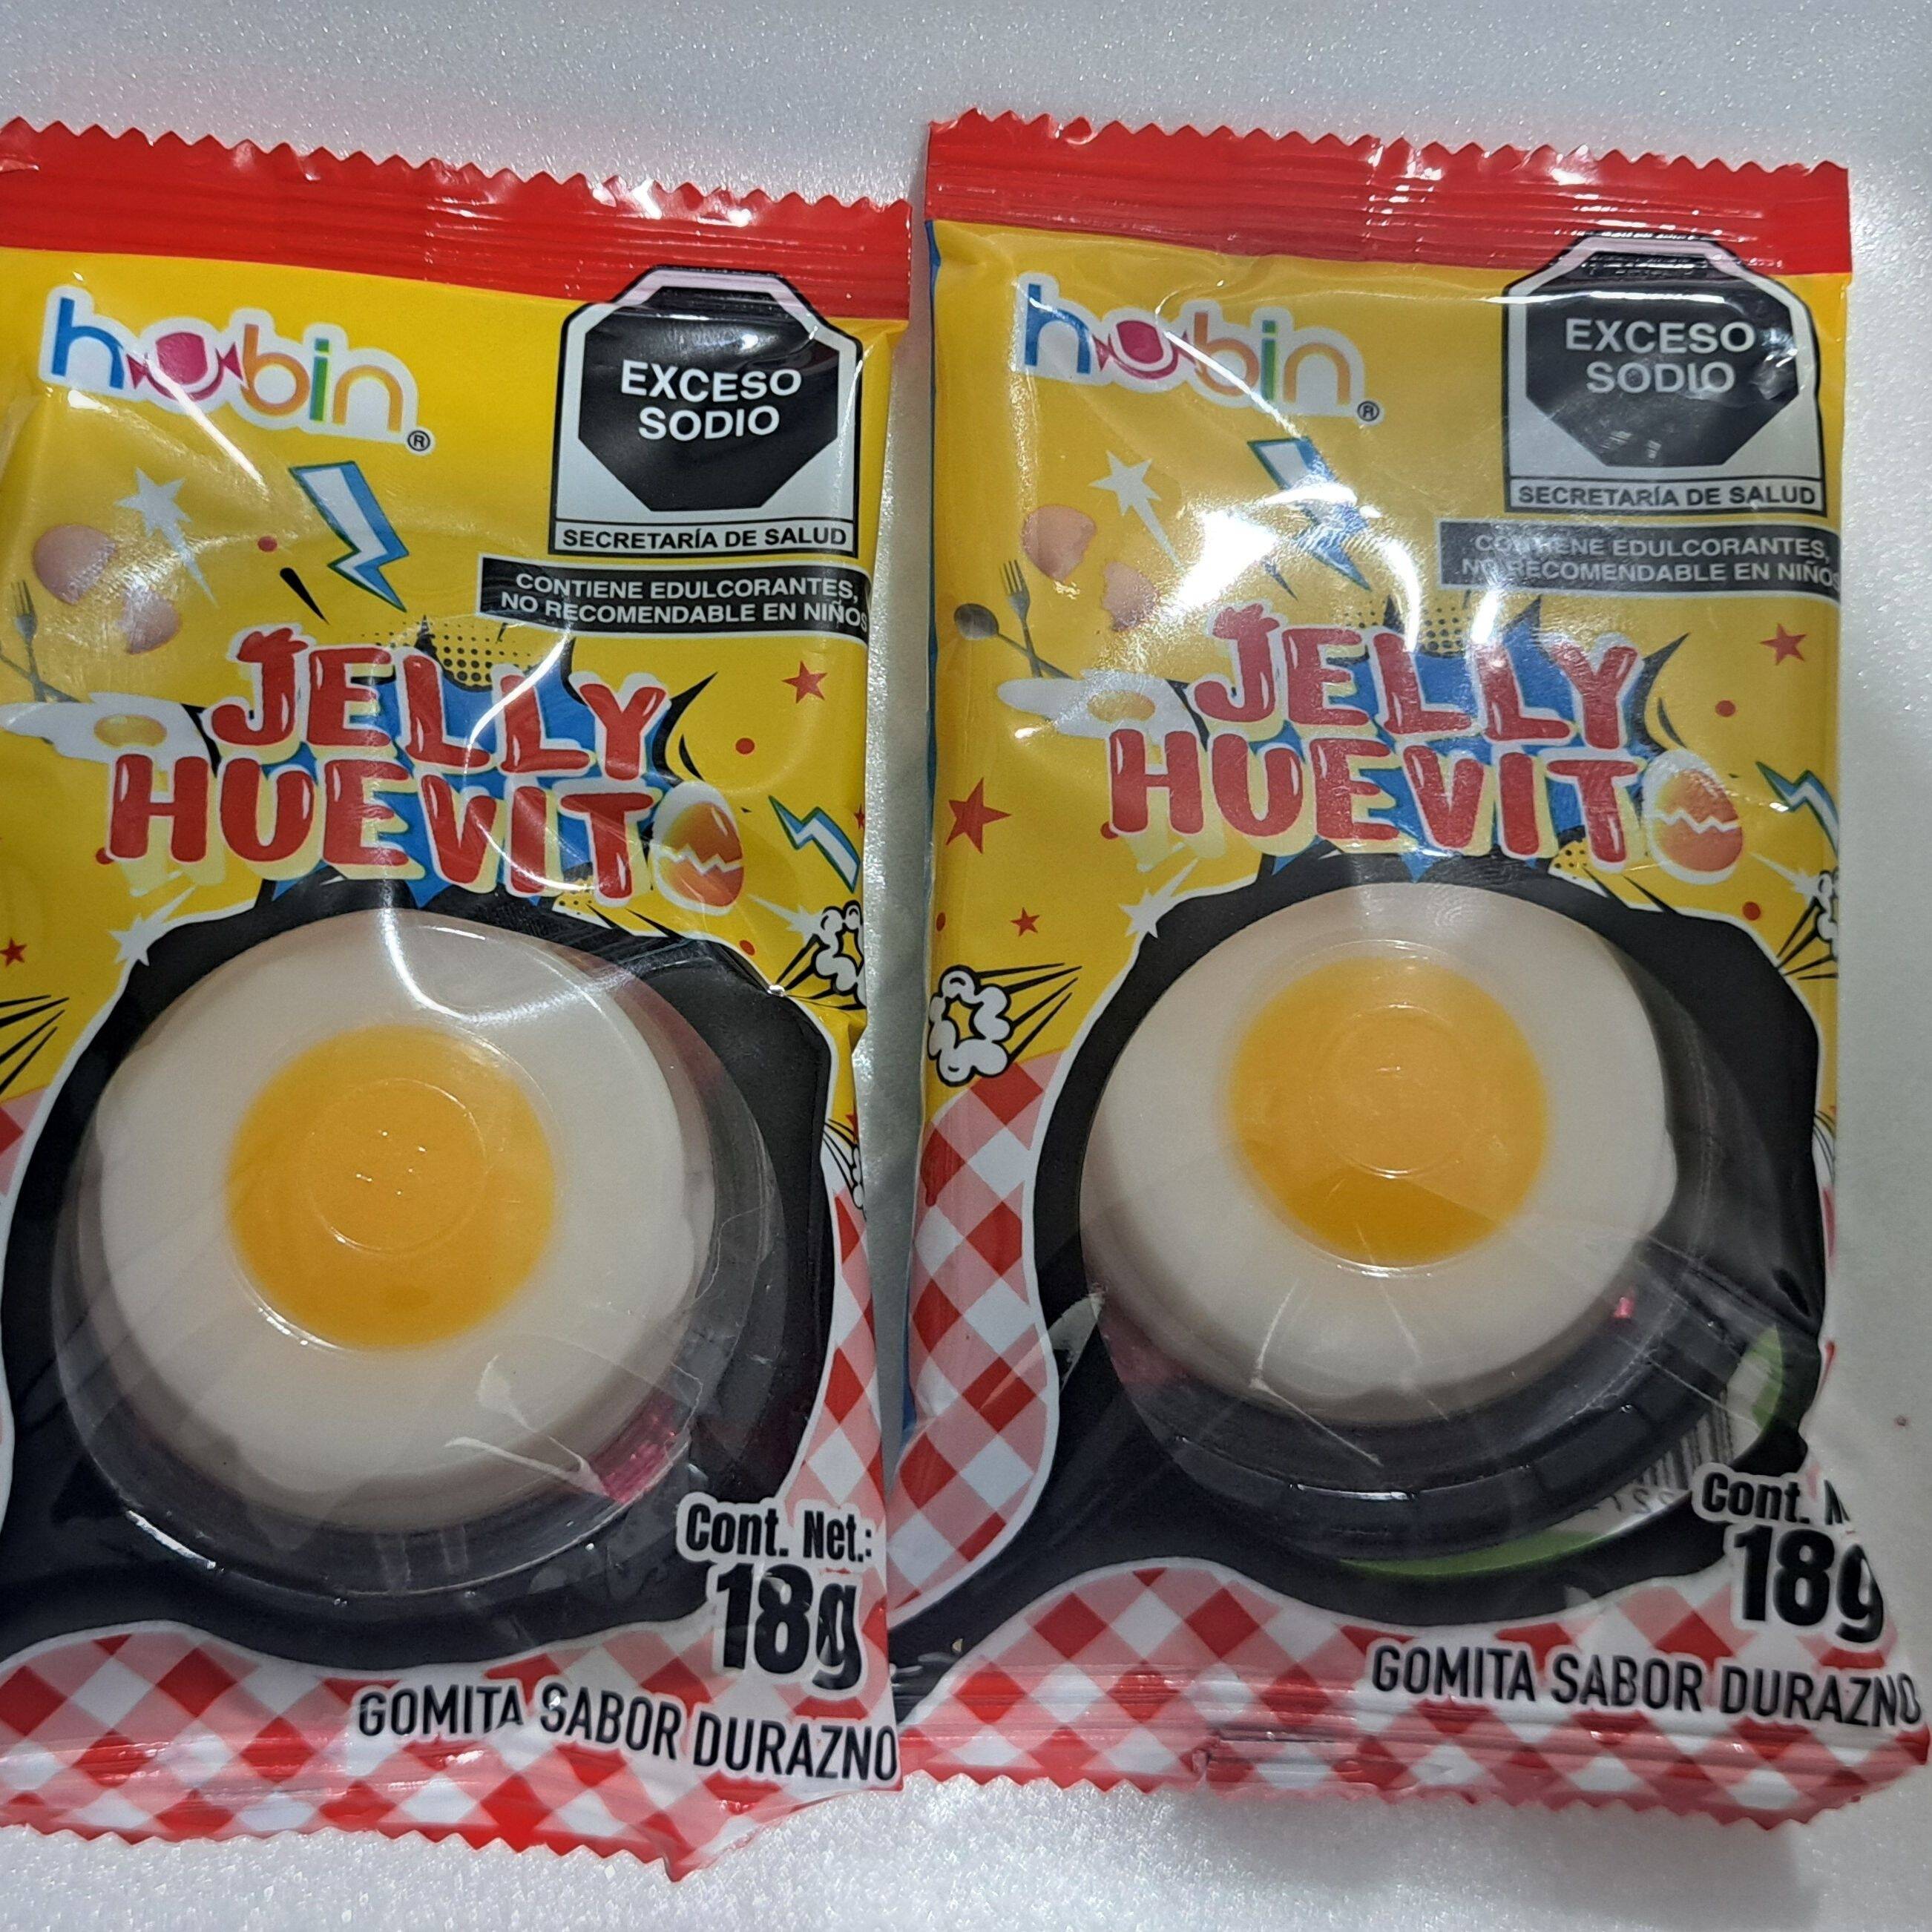 hobin®
EXCESO
SODIO
SECRETARÍA DE SALUD
CONTIENE EDULCORANTES,
NO RECOMENDABLE EN NIÑOS
JELLY
HUEVITO
Cont. Net.:
18g
GOMITA SABOR DURAZNO
hobin®
EXCESO
SODIO
SECRETARÍA DE SALUD
CONTIENE EDULCORANTES,
NO RECOMENDABLE EN NIÑOS
JELLY
HUEVITO
Cont.
18g
GOMITA SABOR DURAZNO